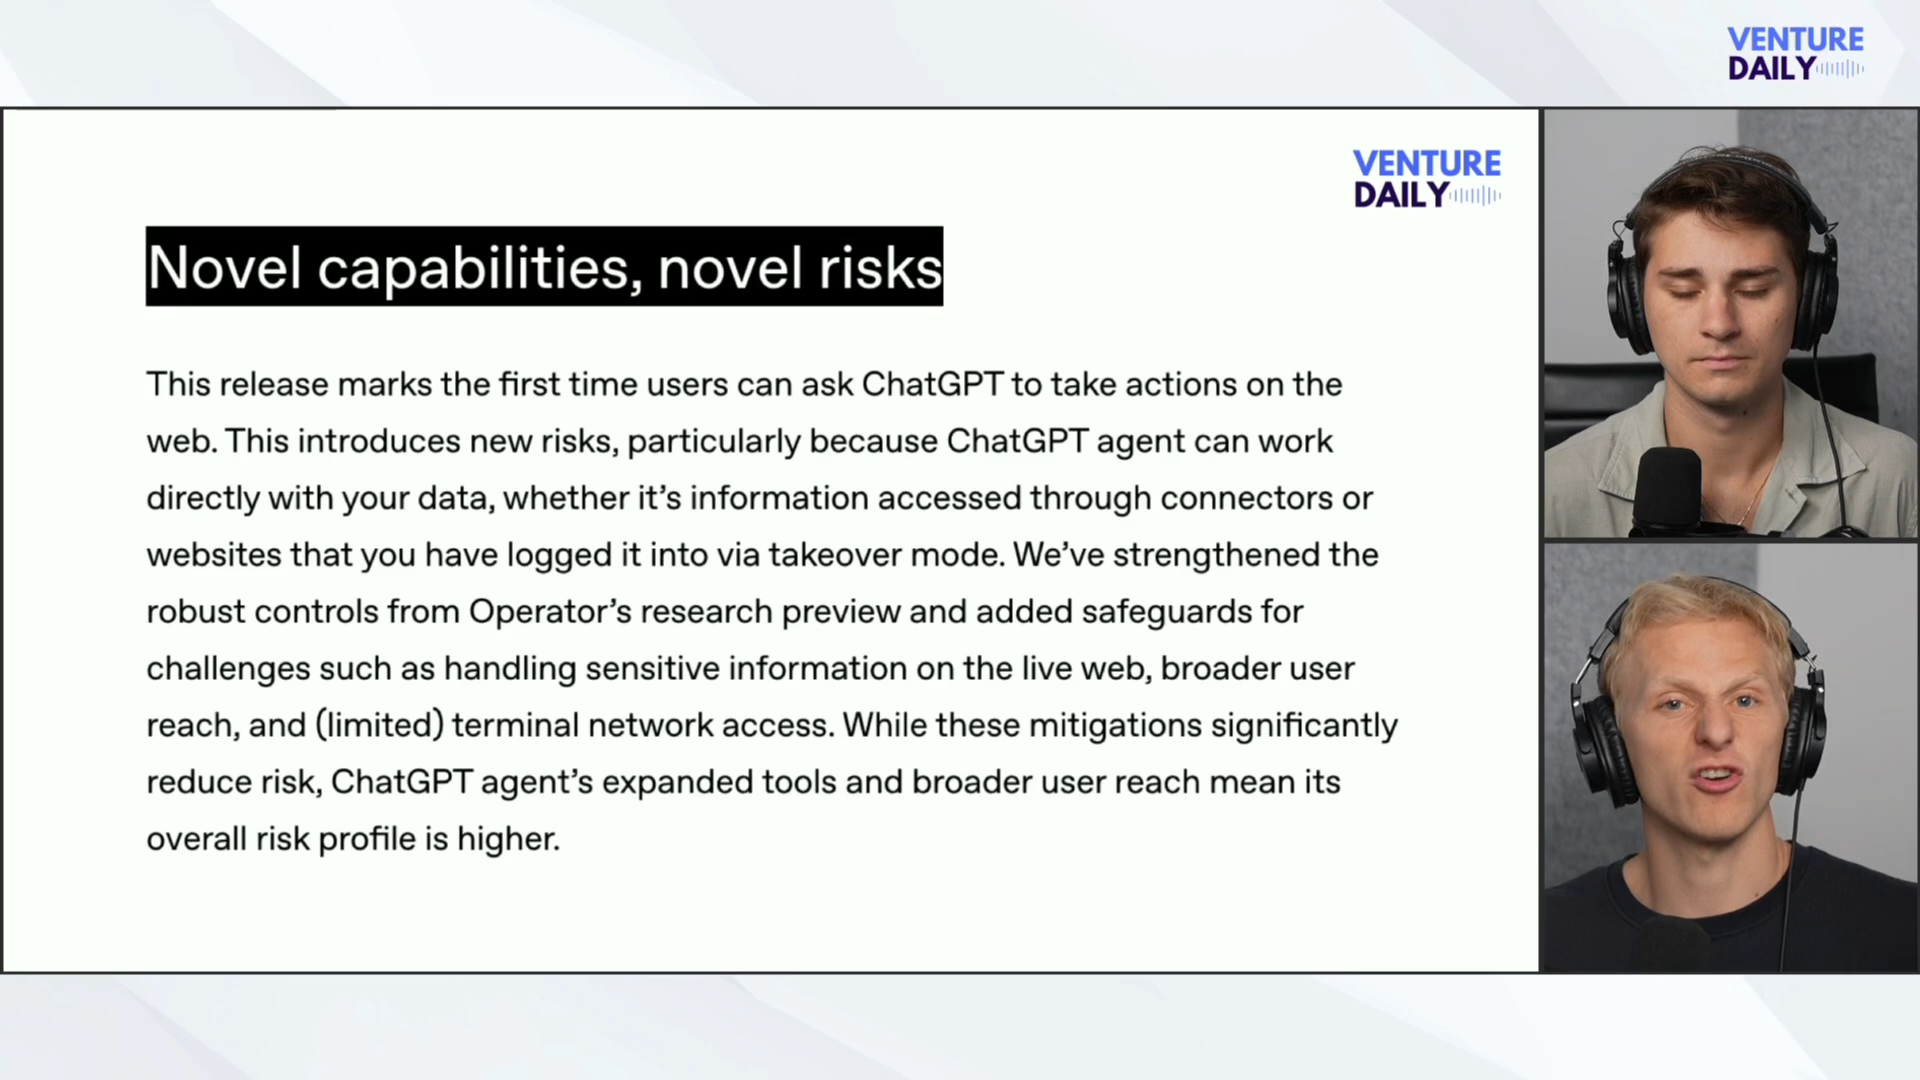 VENTURE
DAILY
VENTURE
DAILY
Novel capabilities, novel risks
This release marks the first time users can ask ChatGPT to take actions on the
web. This introduces new risks, particularly because ChatGPT agent can work
directly with your data, whether it’s information accessed through connectors or
websites that you have logged it into via takeover mode. We’ve strengthened the
robust controls from Operator’s research preview and added safeguards for
challenges such as handling sensitive information on the live web, broader user
reach, and (limited) terminal network access. While these mitigations significantly
reduce risk, ChatGPT agent’s expanded tools and broader user reach mean its
overall risk profile is higher.